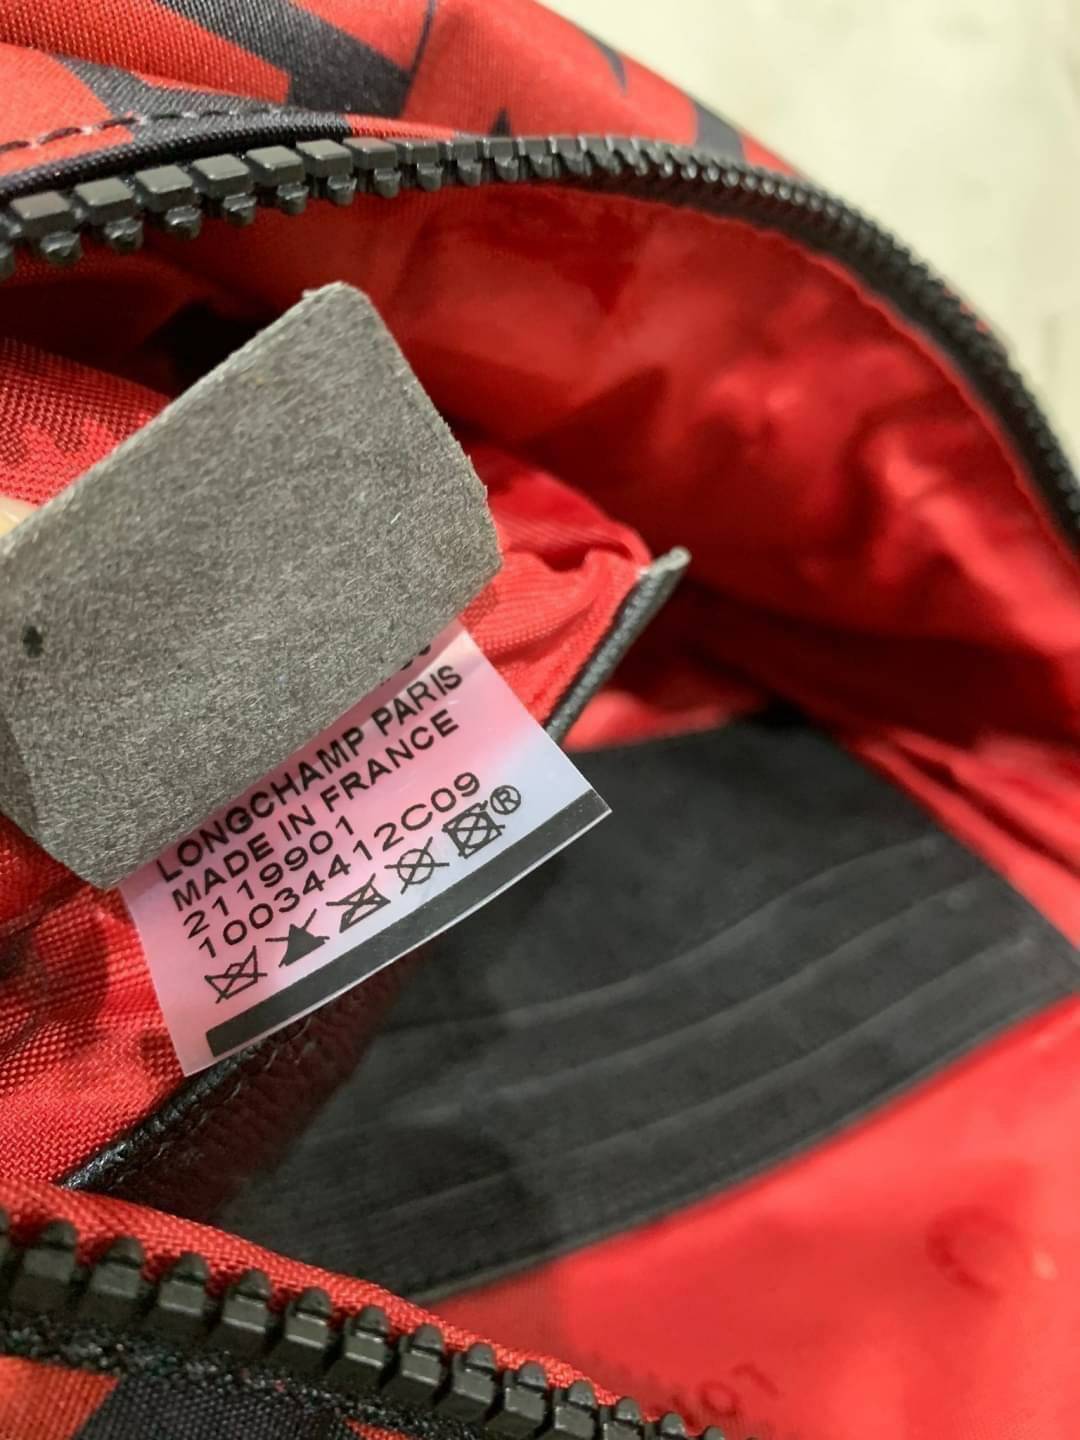 LONGCHAMP PARIS
MADE IN FRANCE
2119901
10034412C09
®